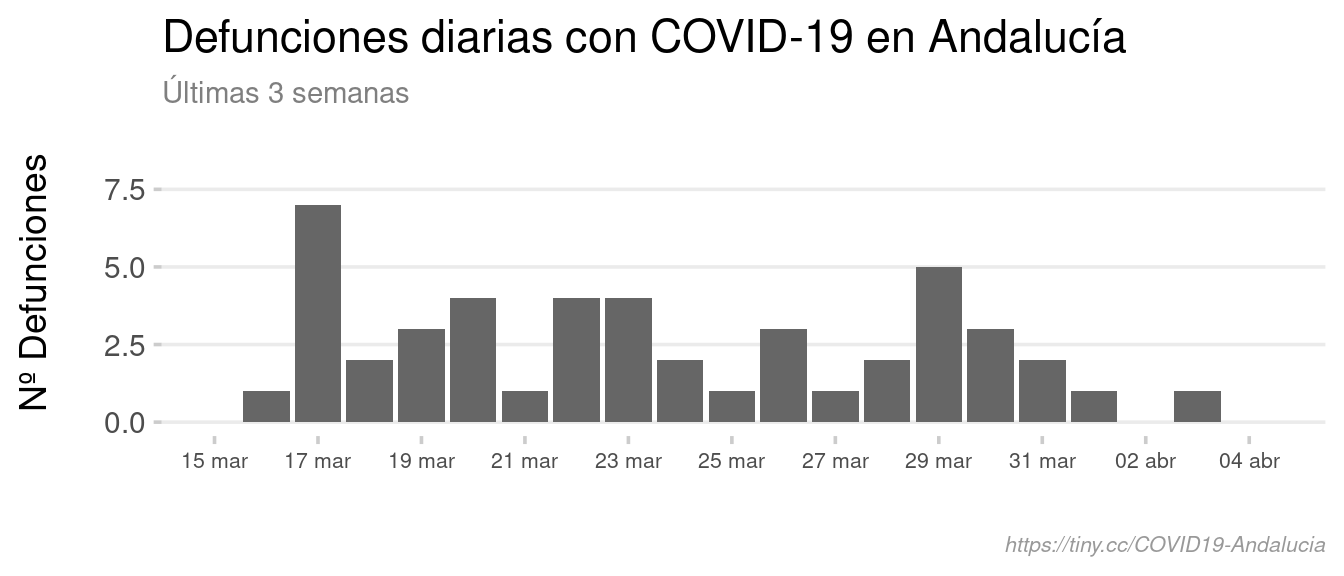 Defunciones diarias con COVID-19 en Andalucía
Últimas 3 semanas
Nº Defunciones
7.5
5.0
2.5
0.0
15 mar 17 mar 19 mar 21 mar 23 mar 25 mar 27 mar 29 mar 31 mar 02 abr 04 abr
https://tiny.cc/COVID19-Andalucia